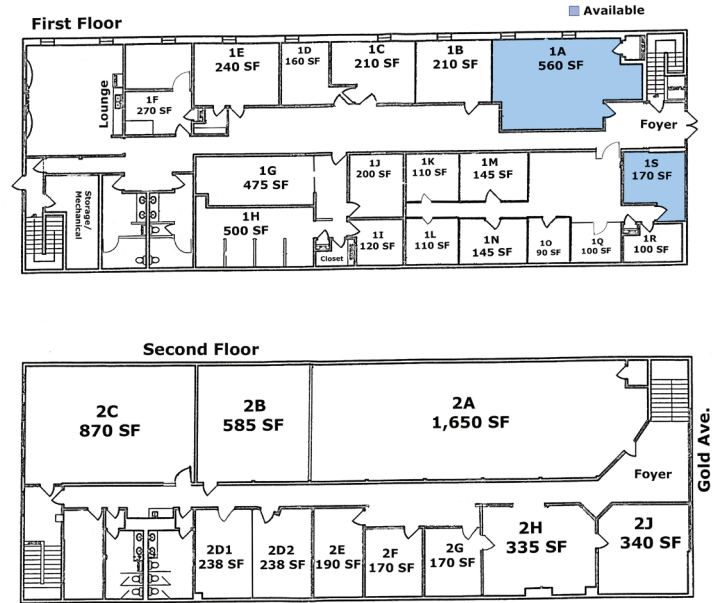 Available
First Floor
1E
240 SF
1D
160 SF
1C
210 SF
1B
210 SF
1A
560 SF
Lounge
1F
270 SF
Foyer
1G
475 SF
1J
200 SF
1K
110 SF
1M
145 SF
1S
170 SF
Storage/
Mechanical
1H
500 SF
Closet
1I
120 SF
1L
110 SF
1N
145 SF
1O
90 SF
1Q
100 SF
1R
100 SF
Second Floor
2C
870 SF
2B
585 SF
2A
1,650 SF
Gold Ave.
Foyer
2D1
238 SF
2D2
238 SF
2E
190 SF
2F
170 SF
2G
170 SF
2H
335 SF
2J
340 SF